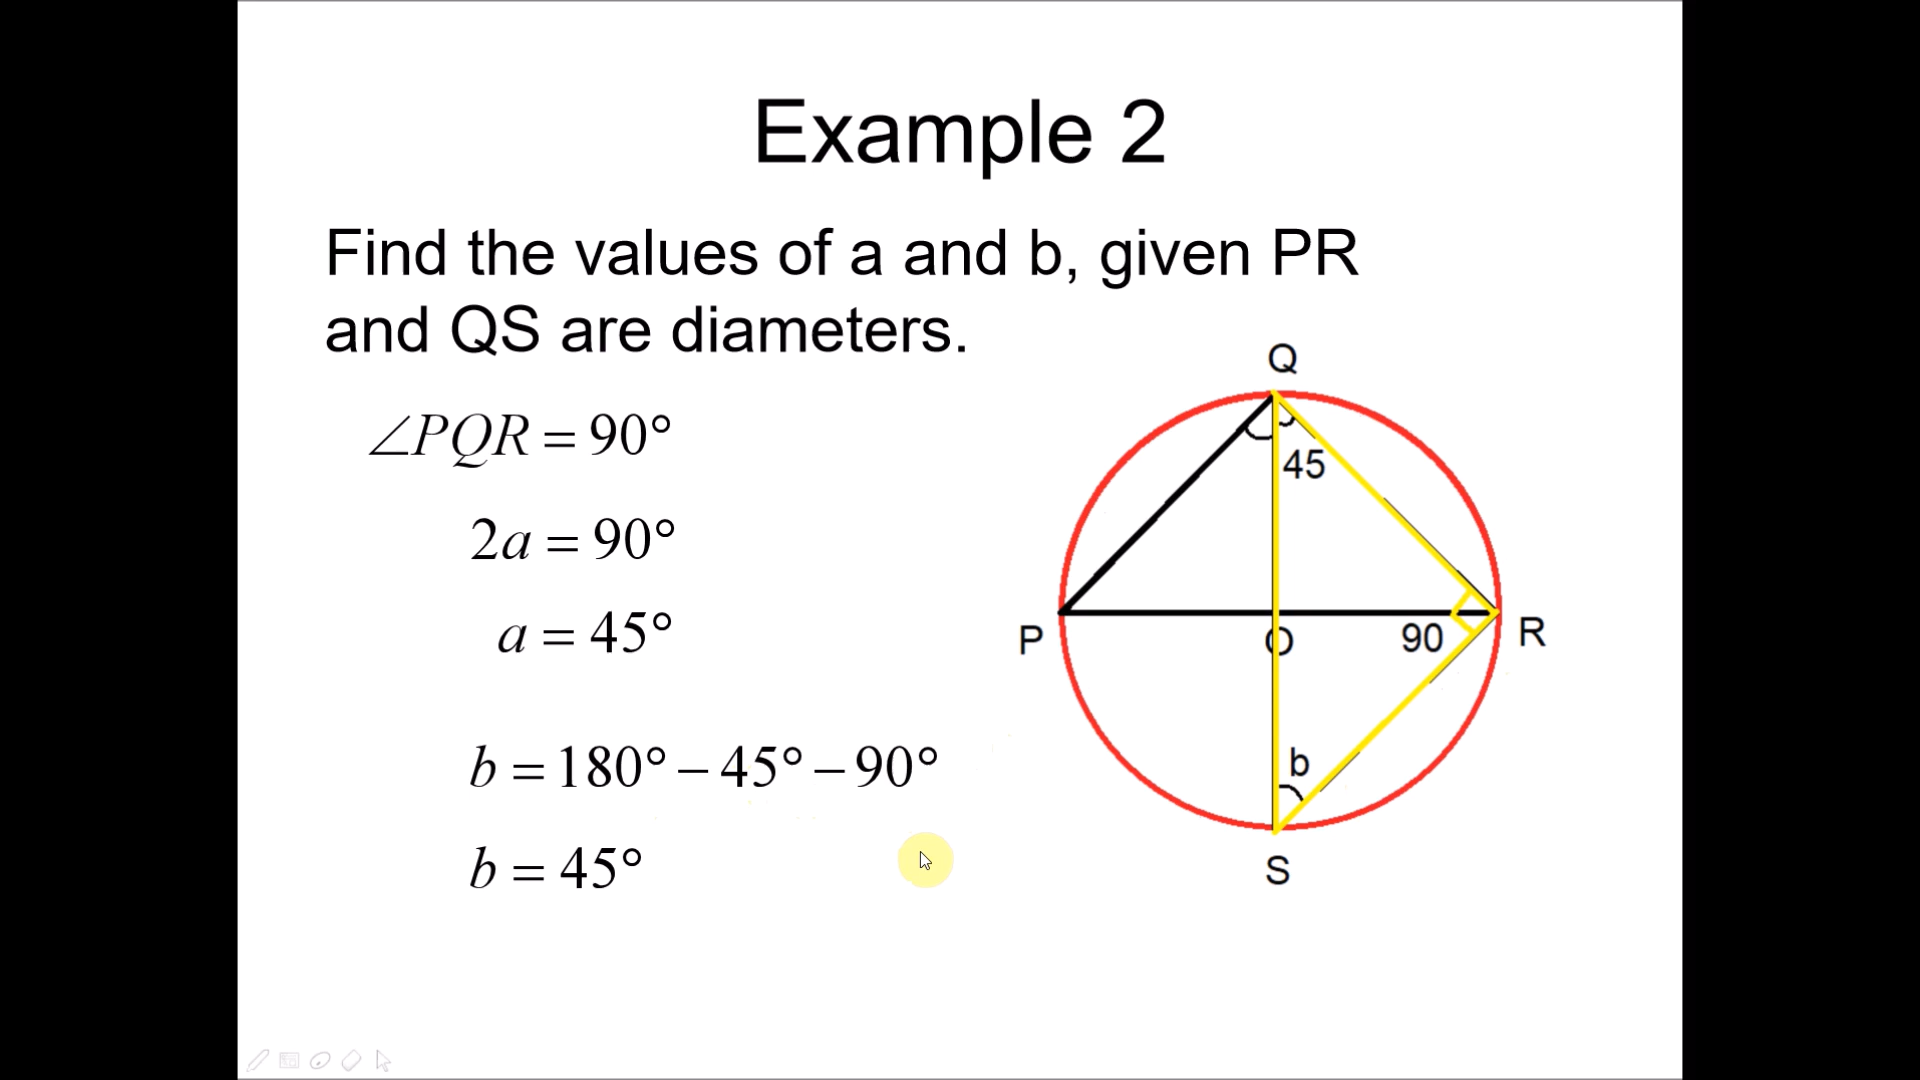 Example 2
Find the values of a and b, given PR
and QS are diameters.
∠PQR = 90°
2a = 90°
a = 45°
b = 180° – 45° – 90°
b = 45°
Q
45
P
O
90
R
b
S